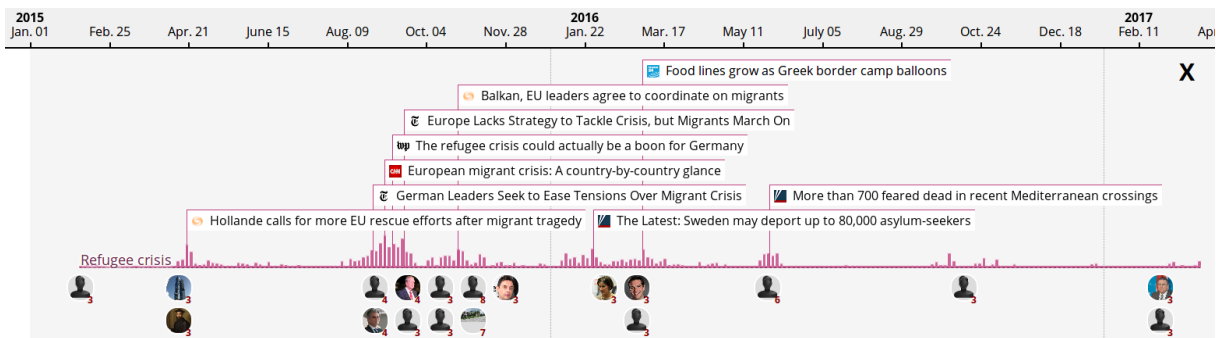 2015 2016 2017
Jan. 01 Feb. 25 Apr. 21 June 15 Aug. 09 Oct. 04 Nov. 28 Jan. 22 Mar. 17 May 11 July 05 Aug. 29 Oct. 24 Dec. 18 Feb. 11
X
Food lines grow as Greek border camp balloons
Balkan, EU leaders agree to coordinate on migrants
T Europe Lacks Strategy to Tackle Crisis, but Migrants March On
wp The refugee crisis could actually be a boon for Germany
CNN European migrant crisis: A country-by-country glance
T German Leaders Seek to Ease Tensions Over Migrant Crisis More than 700 feared dead in recent Mediterranean crossings
Hollande calls for more EU rescue efforts after migrant tragedy The Latest: Sweden may deport up to 80,000 asylum-seekers
Refugee crisis
3 3 4 4 3 8 3 3 3 6 3 3
3 4 3 3 7 3 3